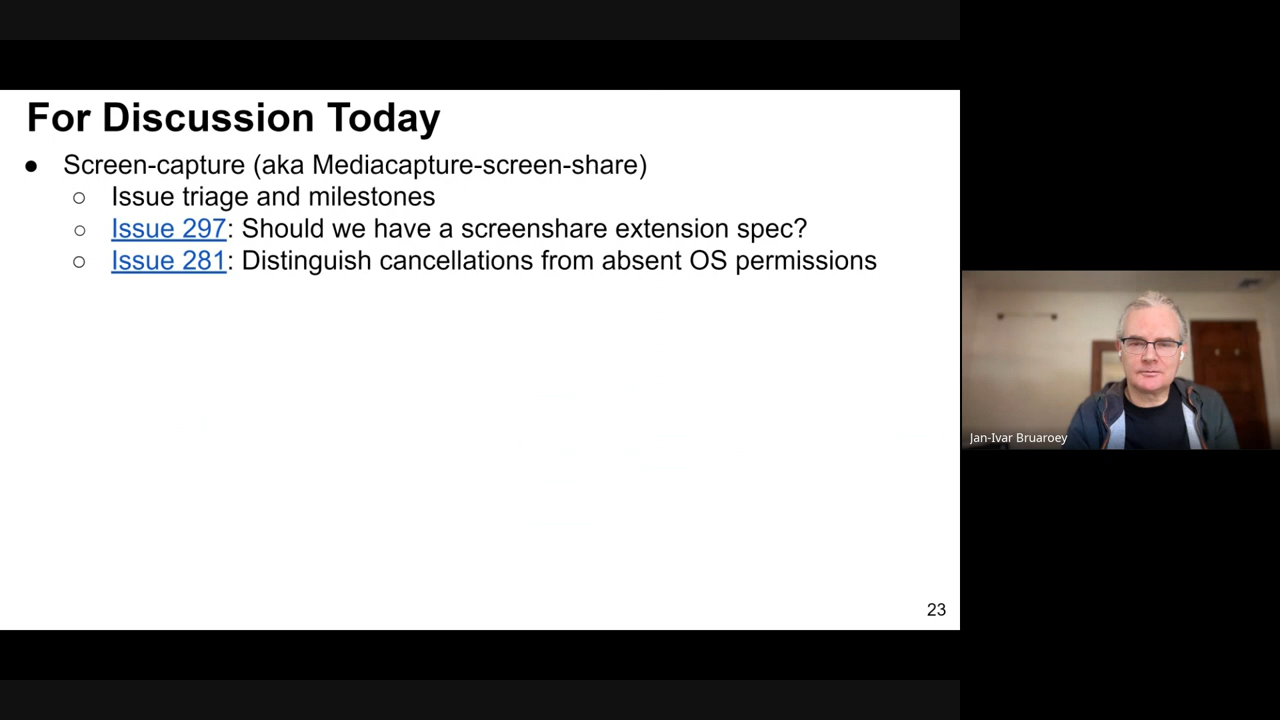 For Discussion Today
● Screen-capture (aka Mediacapture-screen-share)
○ Issue triage and milestones
○ Issue 297: Should we have a screenshare extension spec?
○ Issue 281: Distinguish cancellations from absent OS permissions
23
Jan-Ivar Bruaroey